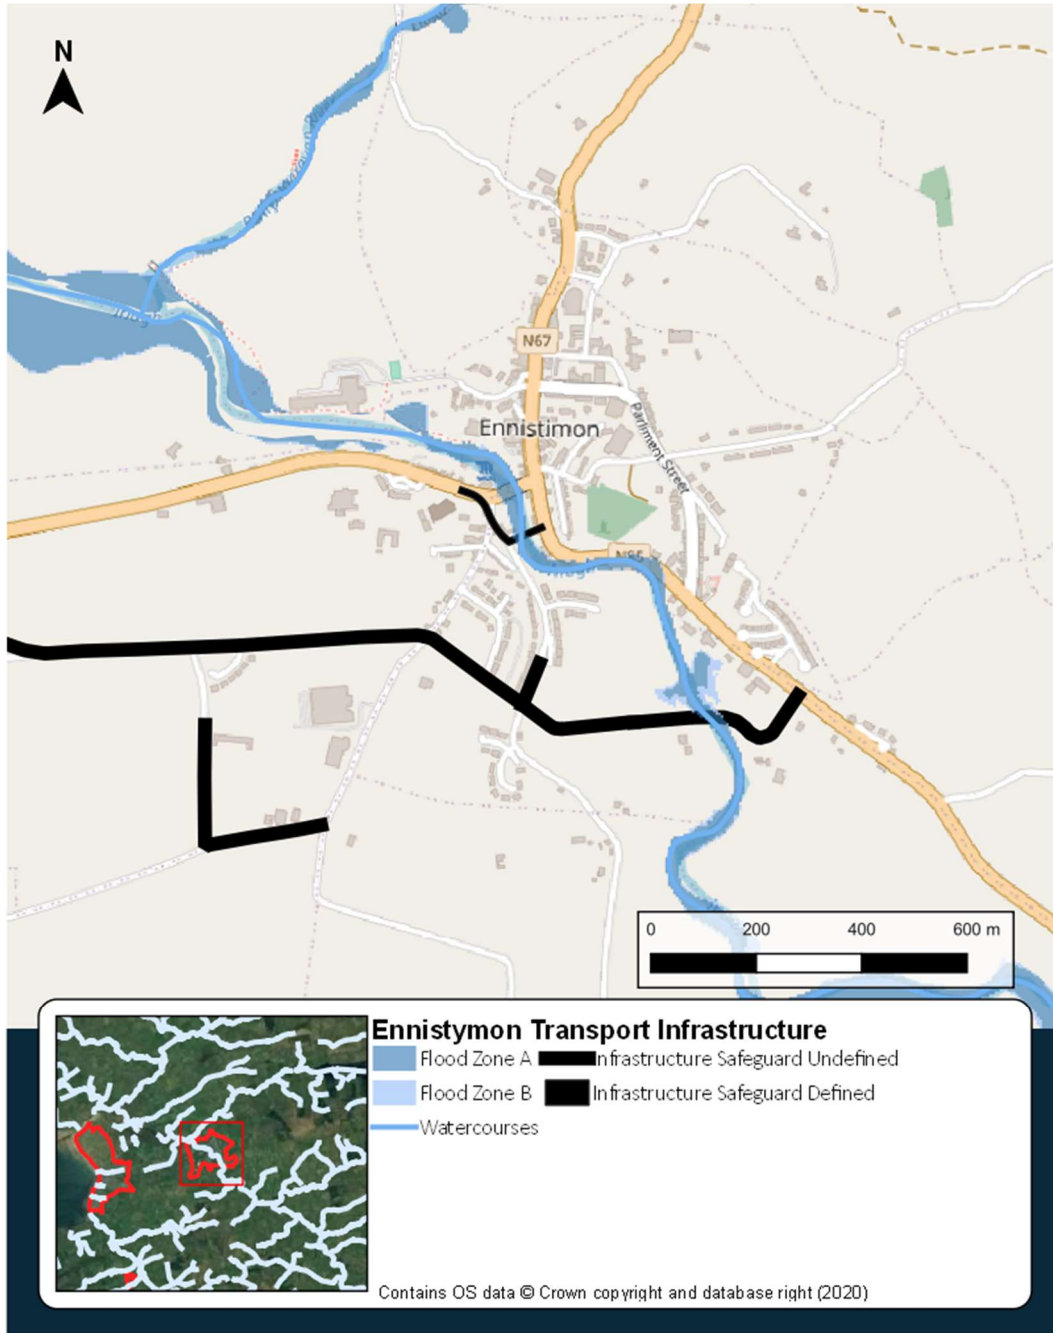 N
N67
Ennistimon
Parliment Street
N85
0 200 400 600 m
Ennistymon Transport Infrastructure
Flood Zone A
Infrastructure Safeguard Undefined
Flood Zone B
Infrastructure Safeguard Defined
Watercourses
Contains OS data © Crown copyright and database right (2020)